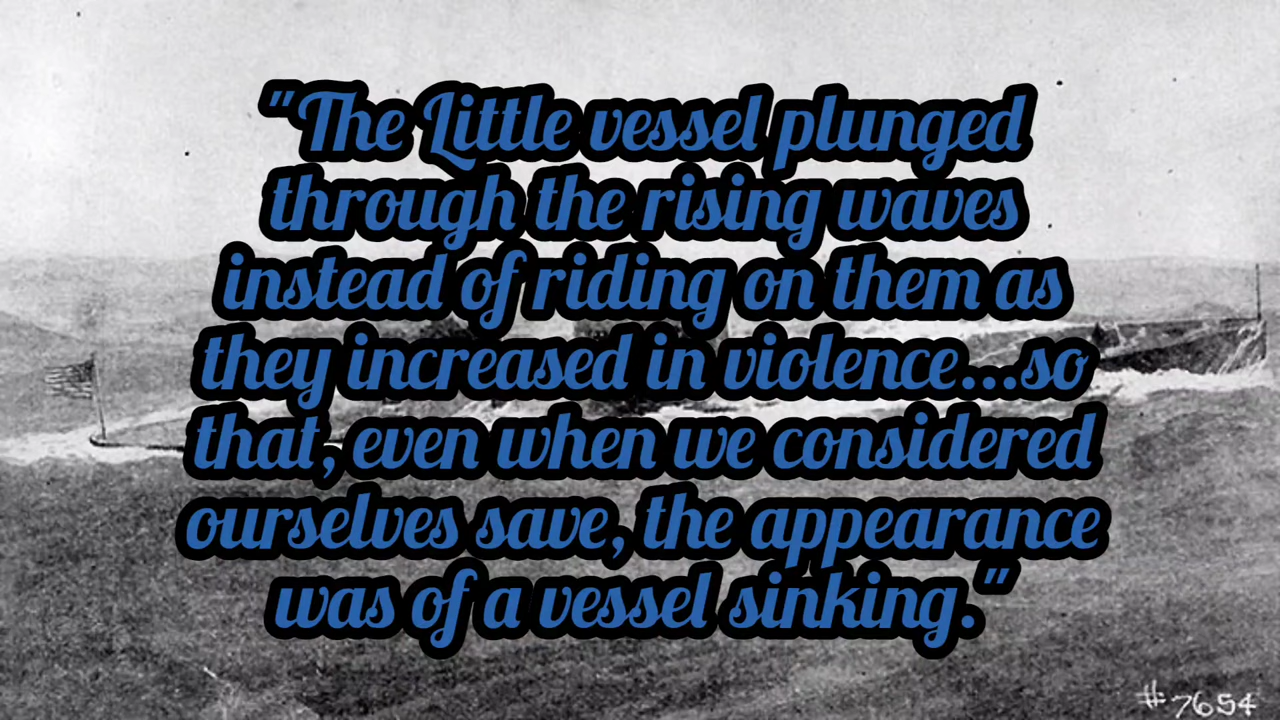 "The Little vessel plunged
through the rising waves
instead of riding on them as
they increased in violence...so
that, even when we considered
ourselves save, the appearance
was of a vessel sinking."
#7654